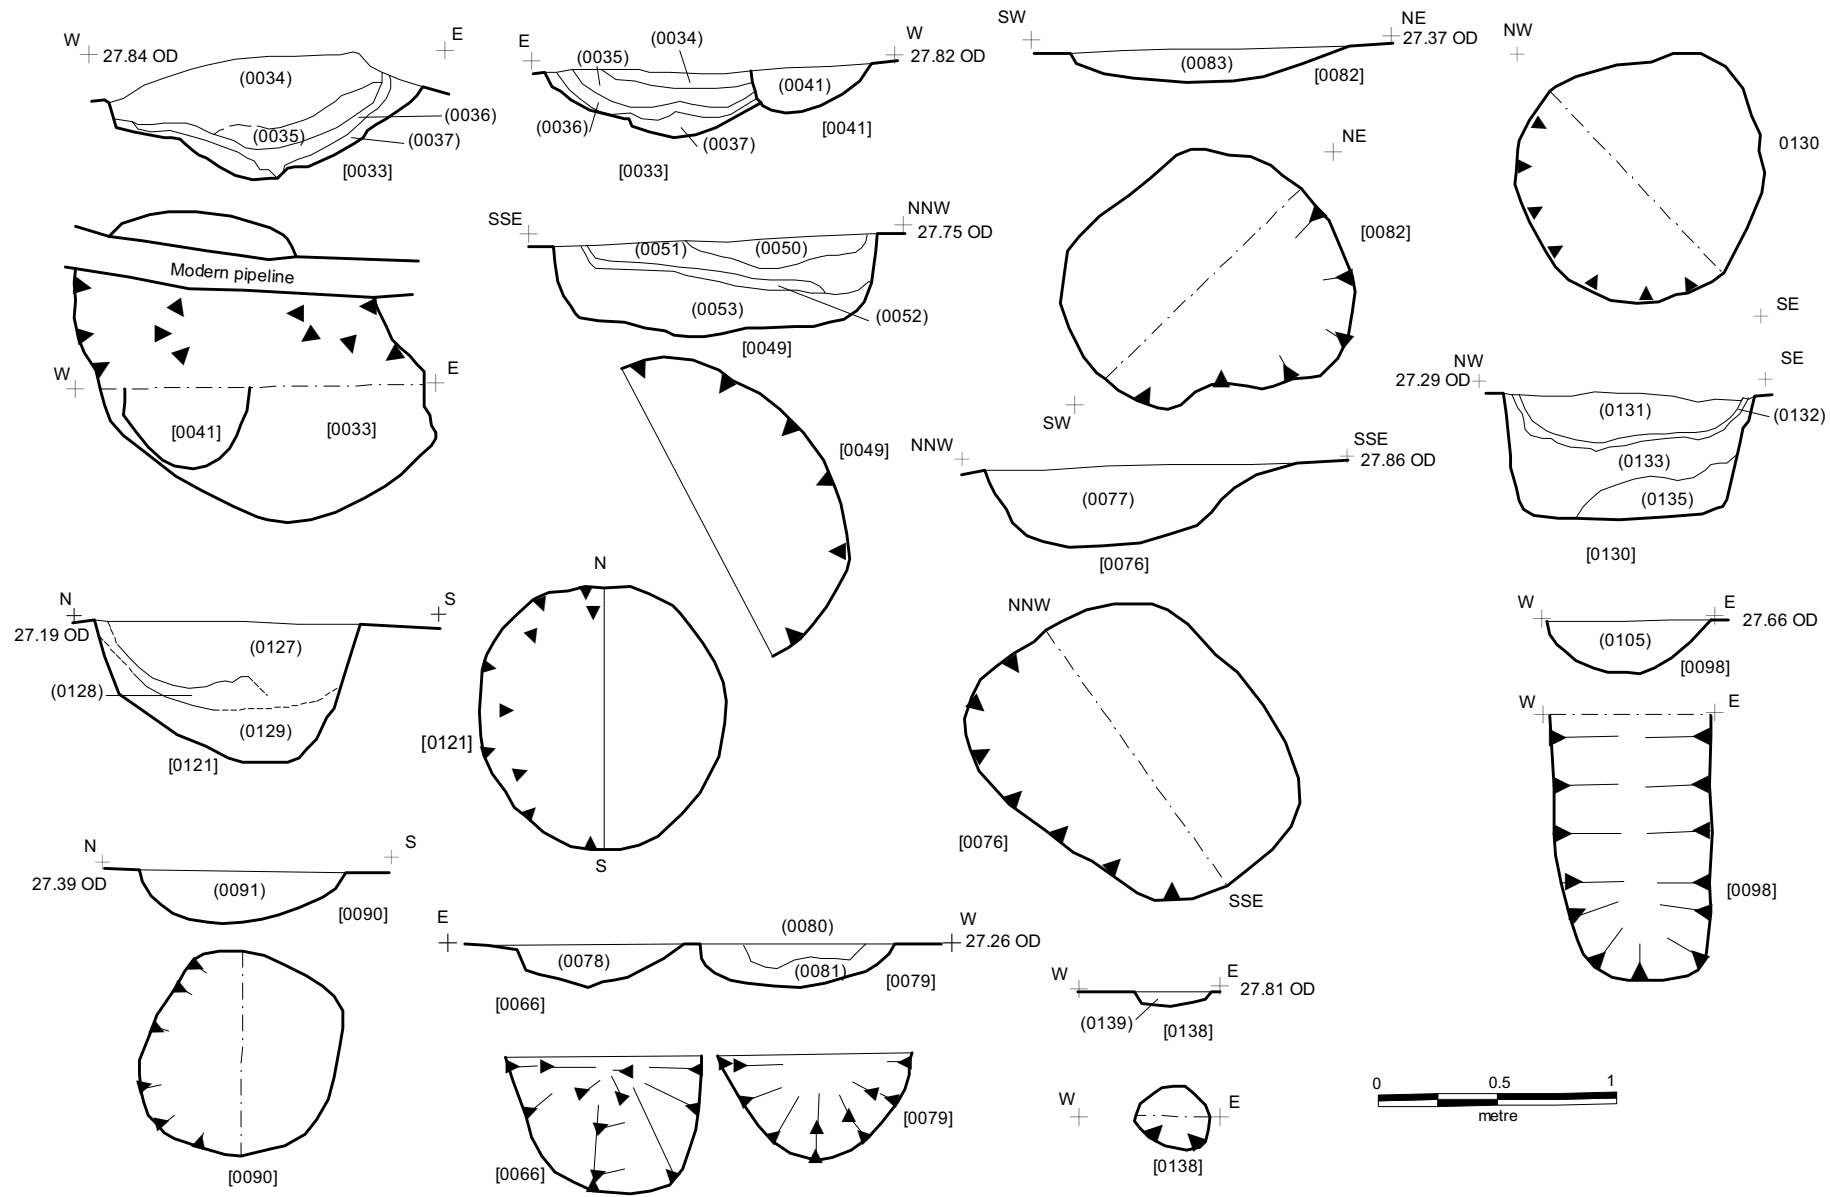 W
27.84 OD
E
(0034)
(0035)
(0036)
(0037)
[0033]
E
(0035)
(0034)
W
27.82 OD
(0041)
(0036)
(0037)
[0041]
[0033]
SW
NE
27.37 OD
(0083)
[0082]
NW
0130
SE
NE
[0082]
SW
Modern pipeline
W
E
[0041]
[0033]
SSE
NNW
27.75 OD
(0051)
(0050)
(0053)
(0052)
[0049]
[0049]
NNW
SSE
27.86 OD
(0077)
[0076]
NW
27.29 OD
SE
(0131)
(0132)
(0133)
(0135)
[0130]
N
27.19 OD
S
(0127)
(0128)
(0129)
[0121]
N
[0121]
S
NNW
[0076]
SSE
W
E
27.66 OD
(0105)
[0098]
W
E
[0098]
N
27.39 OD
S
(0091)
[0090]
[0090]
E
W
27.26 OD
(0080)
(0078)
(0081)
[0066]
[0079]
[0079]
[0066]
W
E
27.81 OD
(0139)
[0138]
W
E
[0138]
0 0.5 1
metre